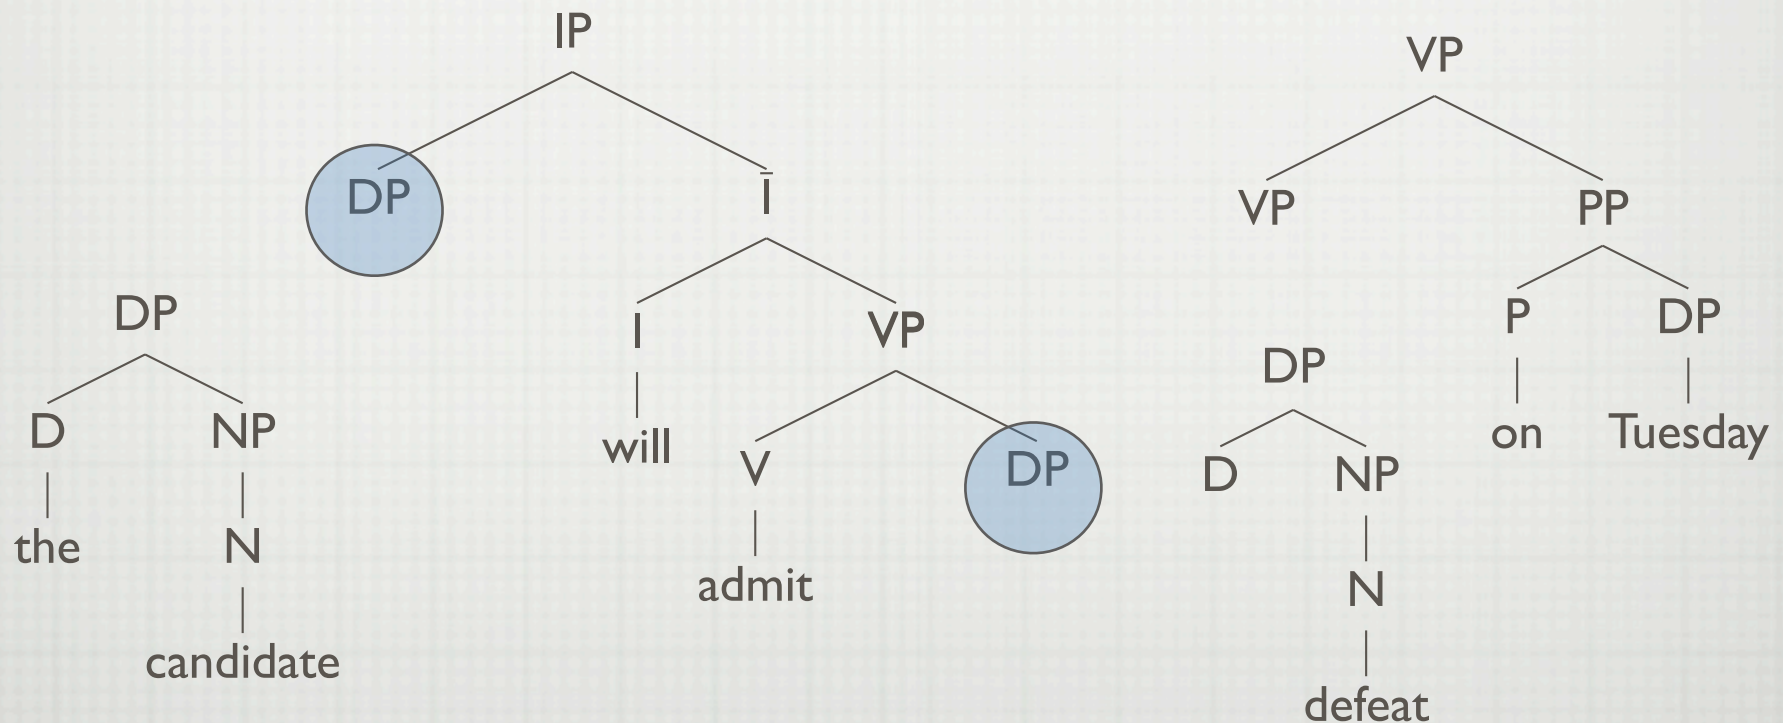 IP
VP
DP Ī VP PP
DP I VP P DP
DP
D NP will V DP D NP on Tuesday
the N admit N
candidate defeat